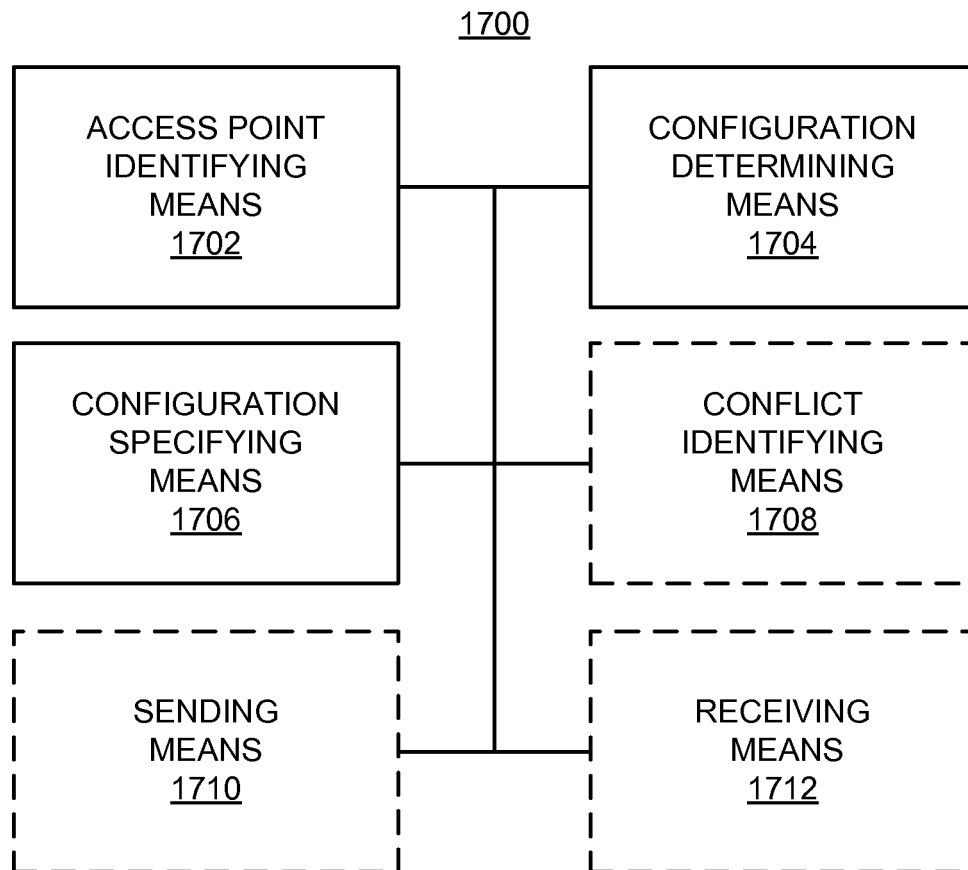 1700
ACCESS POINT
IDENTIFYING
MEANS
1702
CONFIGURATION
DETERMINING
MEANS
1704
CONFIGURATION
SPECIFYING
MEANS
1706
CONFLICT
IDENTIFYING
MEANS
1708
SENDING
MEANS
1710
RECEIVING
MEANS
1712